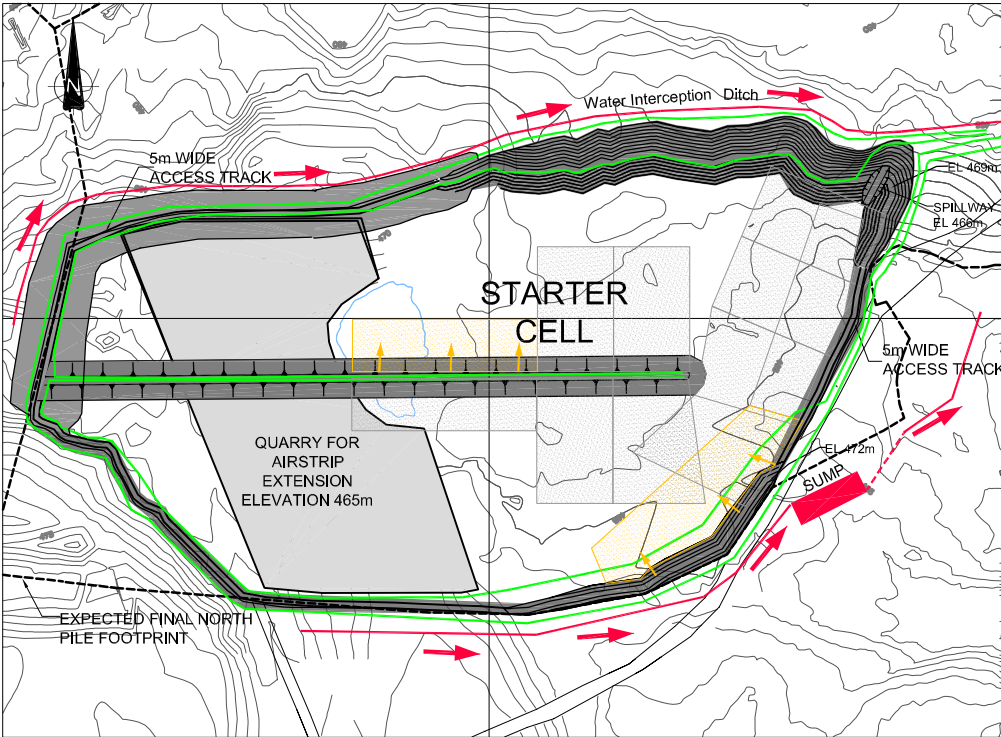 N
Water Interception Ditch
5m WIDE
ACCESS TRACK
EL 469m
SPILLWAY
EL 466m
STARTER
CELL
5m WIDE
ACCESS TRACK
QUARRY FOR
AIRSTRIP
EXTENSION
ELEVATION 465m
EL 472m
SUMP
EXPECTED FINAL NORTH
PILE FOOTPRINT